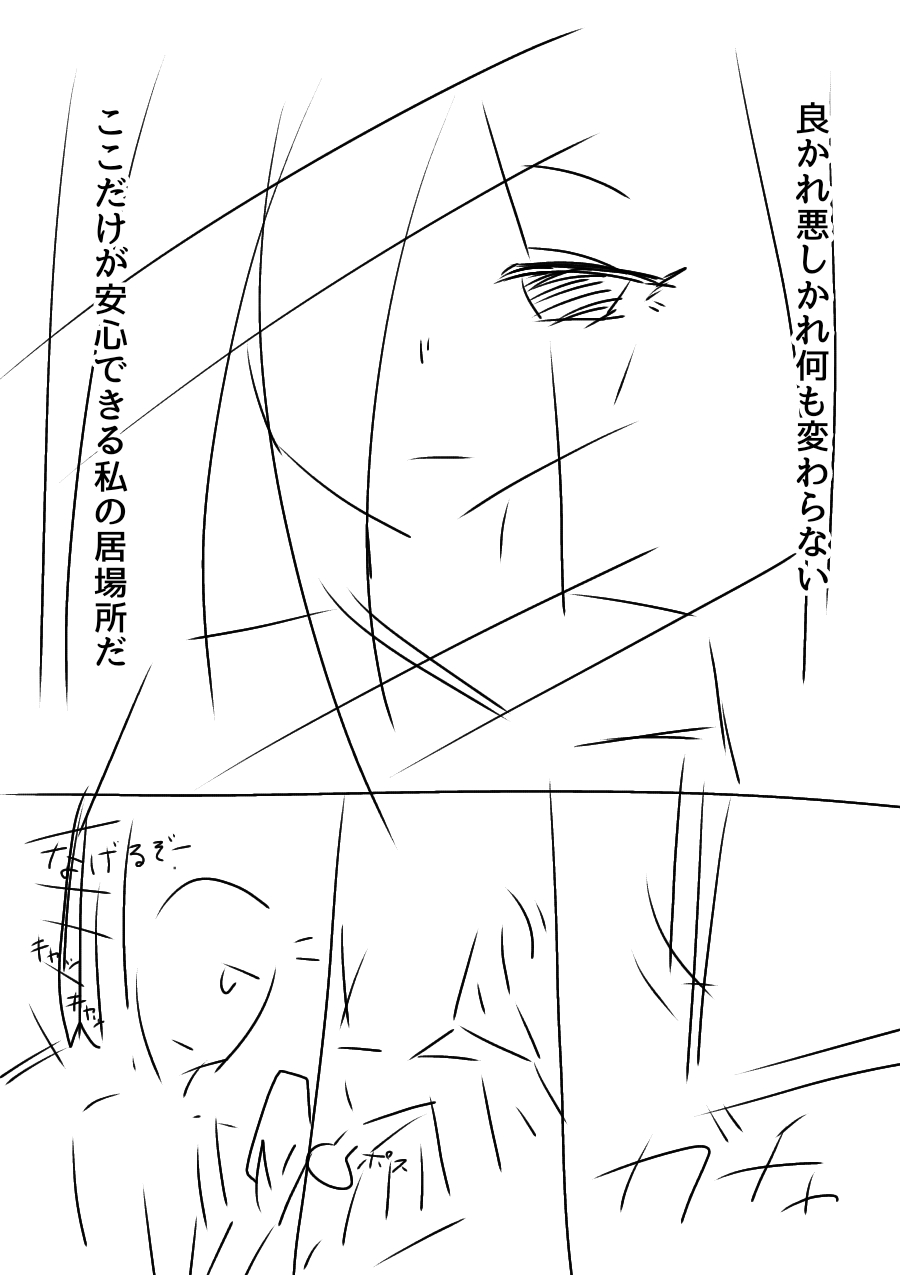 良かれ悪しかれ何も変わらない――
ここだけが安心できる私の居場所だ
カチッ
ポス
なげるぞー
キャッ
キャッ